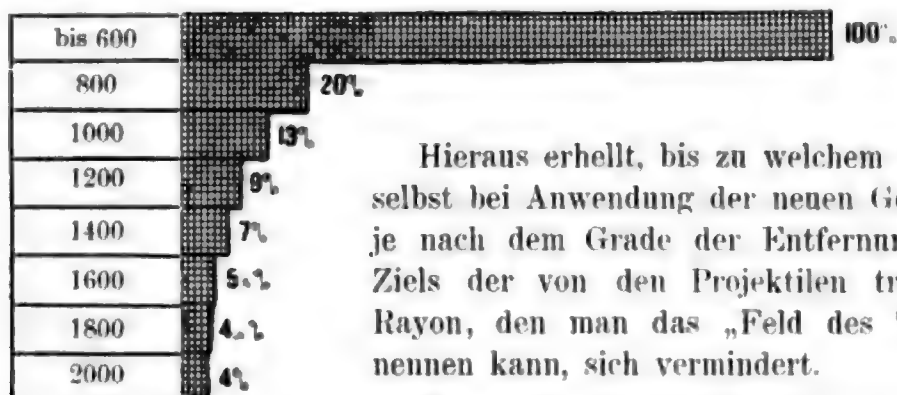 bis 600 100%
800 20%
1000 13%
1200 9%
1400 7%
1600 5.%
1800 4.%
2000 4%
Hieraus erhellt, bis zu welchem
selbst bei Anwendung der neuen
je nach dem Grade der
Ziels der von den Projektilen
Rayon, den man das „Feld des
nennen kann, sich vermindert.